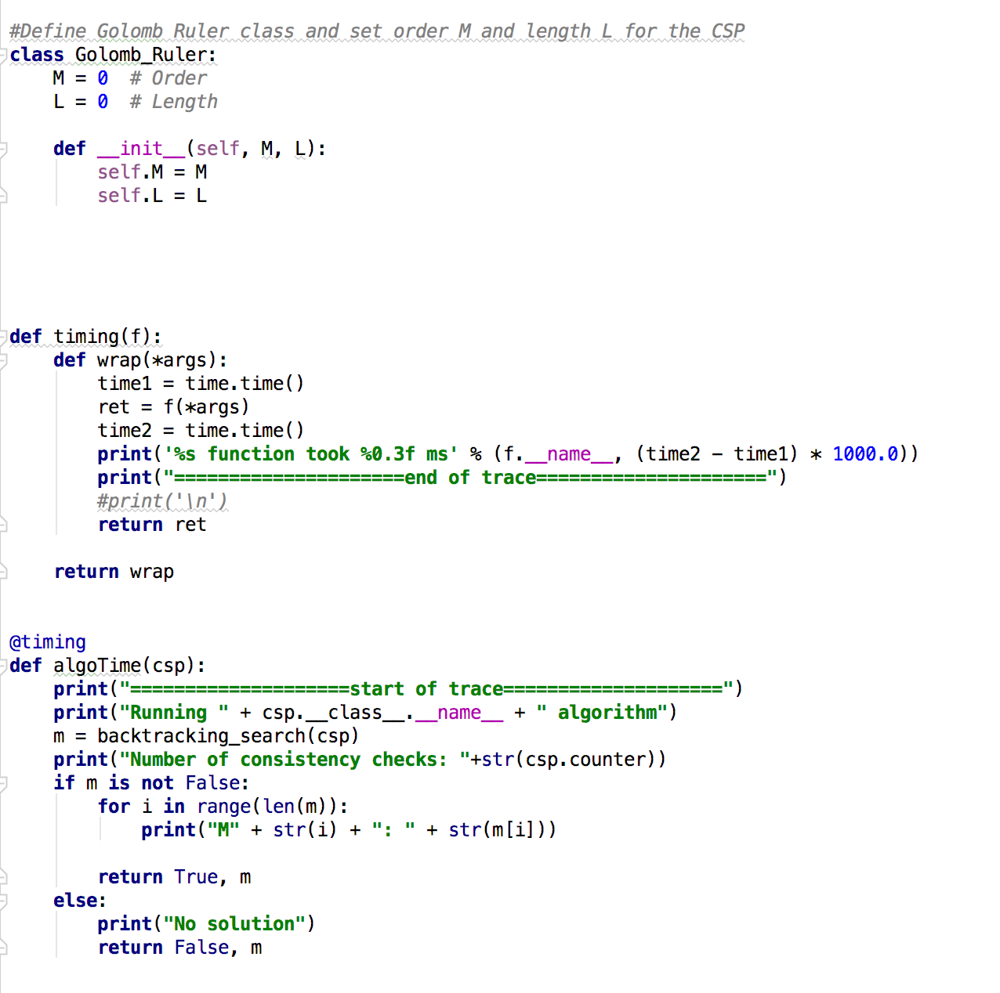 #Define Golomb Ruler class and set order M and length L for the CSP
class Golomb_Ruler:
    M = 0  # Order
    L = 0  # Length

    def __init__(self, M, L):
        self.M = M
        self.L = L

def timing(f):
    def wrap(*args):
        time1 = time.time()
        ret = f(*args)
        time2 = time.time()
        print('%s function took %0.3f ms' % (f.__name__, (time2 - time1) * 1000.0))
        print("=====================end of trace=====================")
        #print('\n')
        return ret

    return wrap

@timing
def algoTime(csp):
    print("====================start of trace====================")
    print("Running " + csp.__class__.__name__ + " algorithm")
    m = backtracking_search(csp)
    print("Number of consistency checks: "+str(csp.counter))
    if m is not False:
        for i in range(len(m)):
            print("M" + str(i) + ": " + str(m[i]))

        return True, m
    else:
        print("No solution")
        return False, m